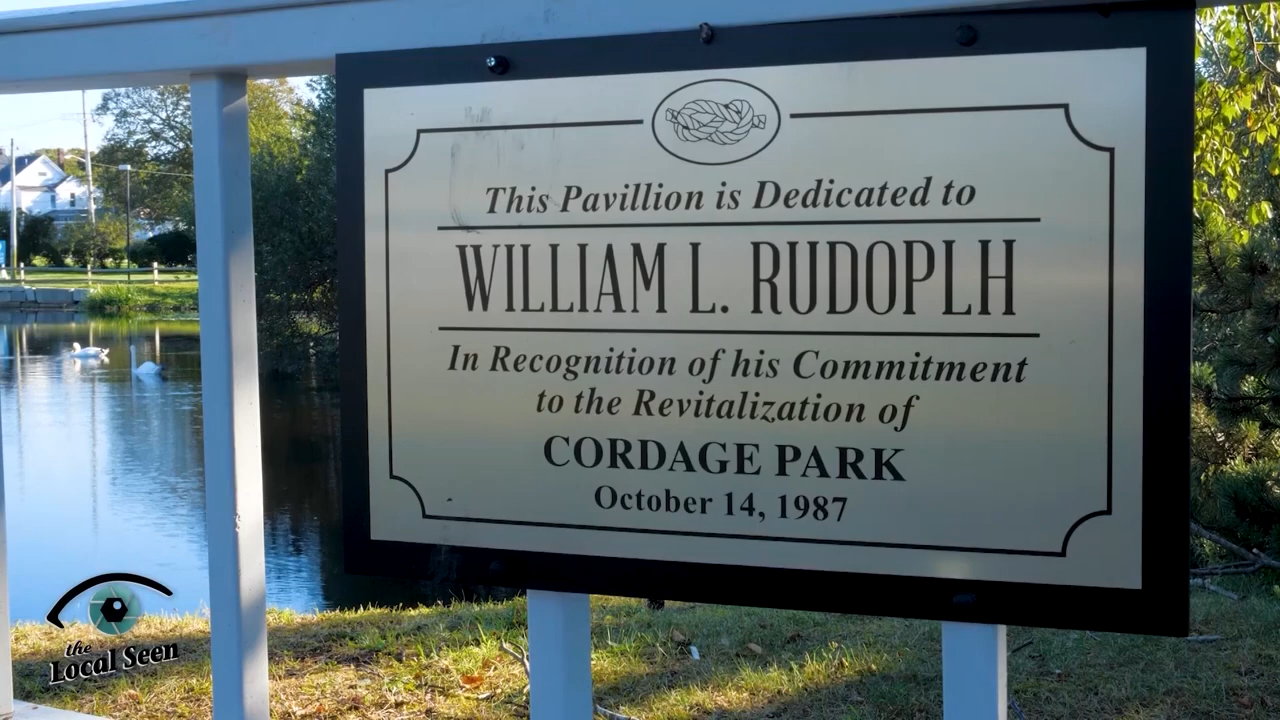 This Pavillion is Dedicated to
WILLIAM L. RUDOPLH
In Recognition of his Commitment
to the Revitalization of
CORDAGE PARK
October 14, 1987
the
Local Seen